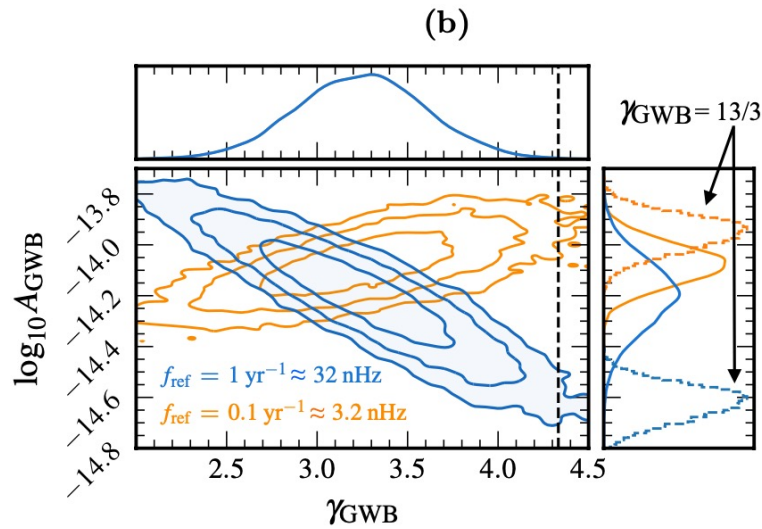 (b)
γGWB = 13/3
log₁₀AGWB
−13.8
−14.0
−14.2
−14.4
−14.6
−14.8
fref = 1 yr⁻¹ ≈ 32 nHz
fref = 0.1 yr⁻¹ ≈ 3.2 nHz
2.5 3.0 3.5 4.0 4.5
γGWB